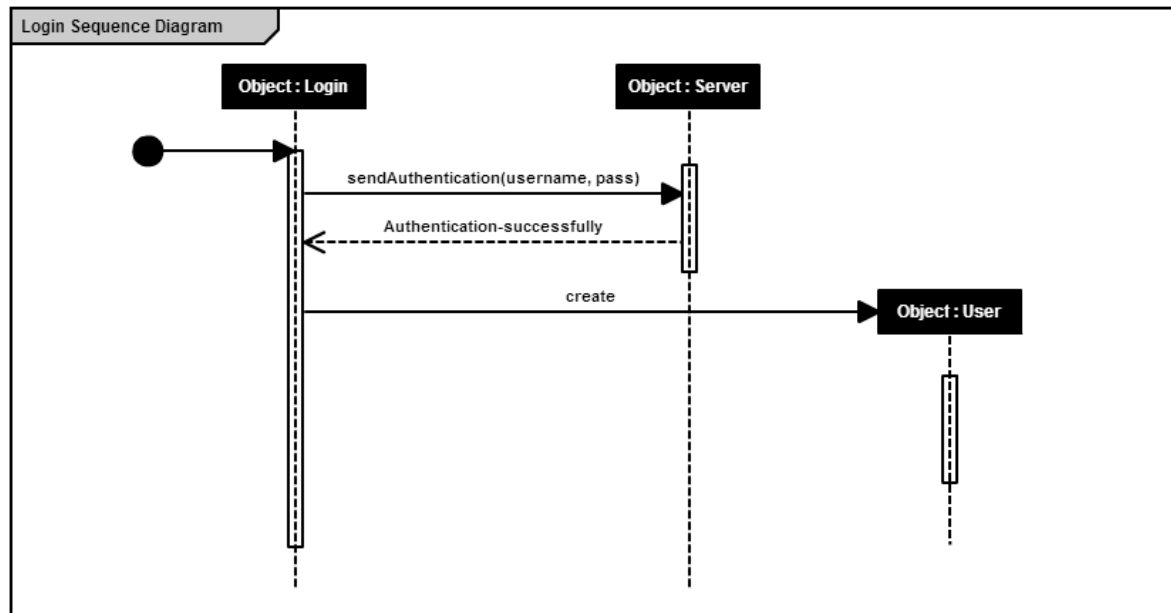 Login Sequence Diagram
Object : Login
Object : Server
sendAuthentication(username, pass)
Authentication-successfully
create
Object : User